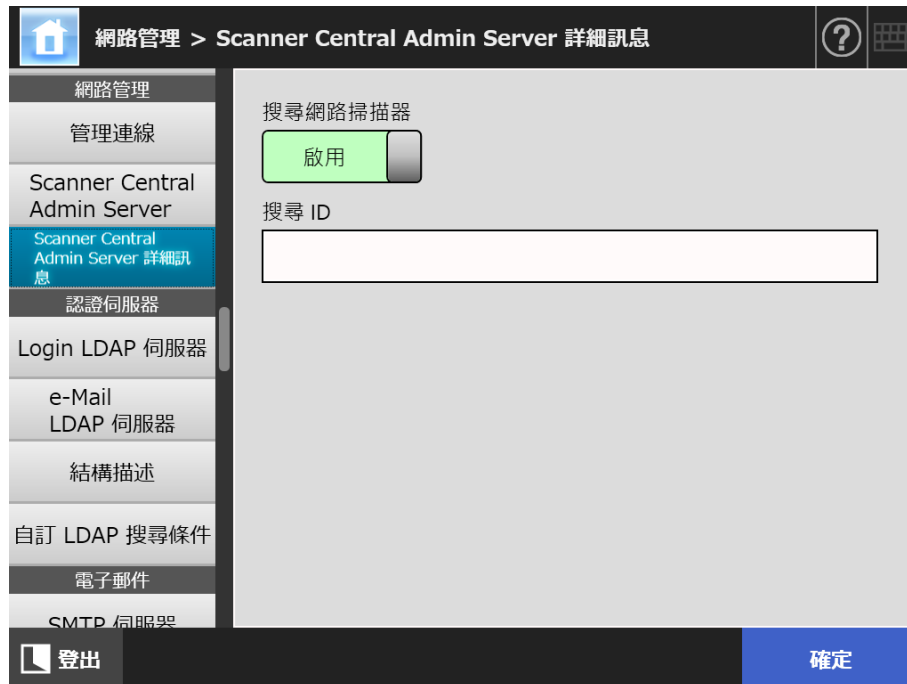 網路管理 > Scanner Central Admin Server 詳細訊息
?
網路管理
管理連線
Scanner Central
Admin Server
Scanner Central
Admin Server 詳細訊
息
認證伺服器
Login LDAP 伺服器
e-Mail
LDAP 伺服器
結構描述
自訂 LDAP 搜尋條件
電子郵件
SMTP 伺服器
搜尋網路掃描器
啟用
搜尋 ID
登出
確定